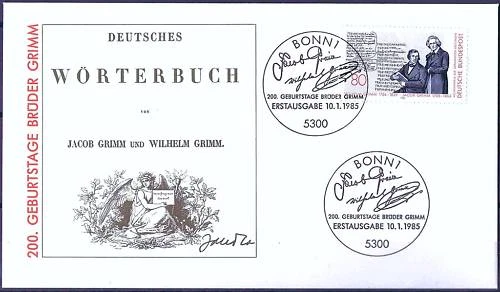 200. GEBURTSTAGE BRÜDER GRIMM
DEUTSCHES
WÖRTERBUCH
VON
JACOB GRIMM UND WILHELM GRIMM.
BONN 1
200. GEBURTSTAGE BRÜDER GRIMM
ERSTAUSGABE 10.1.1985
5300
80
DEUTSCHE BUNDESPOST
BONN 1
200. GEBURTSTAGE BRÜDER GRIMM
ERSTAUSGABE 10.1.1985
5300